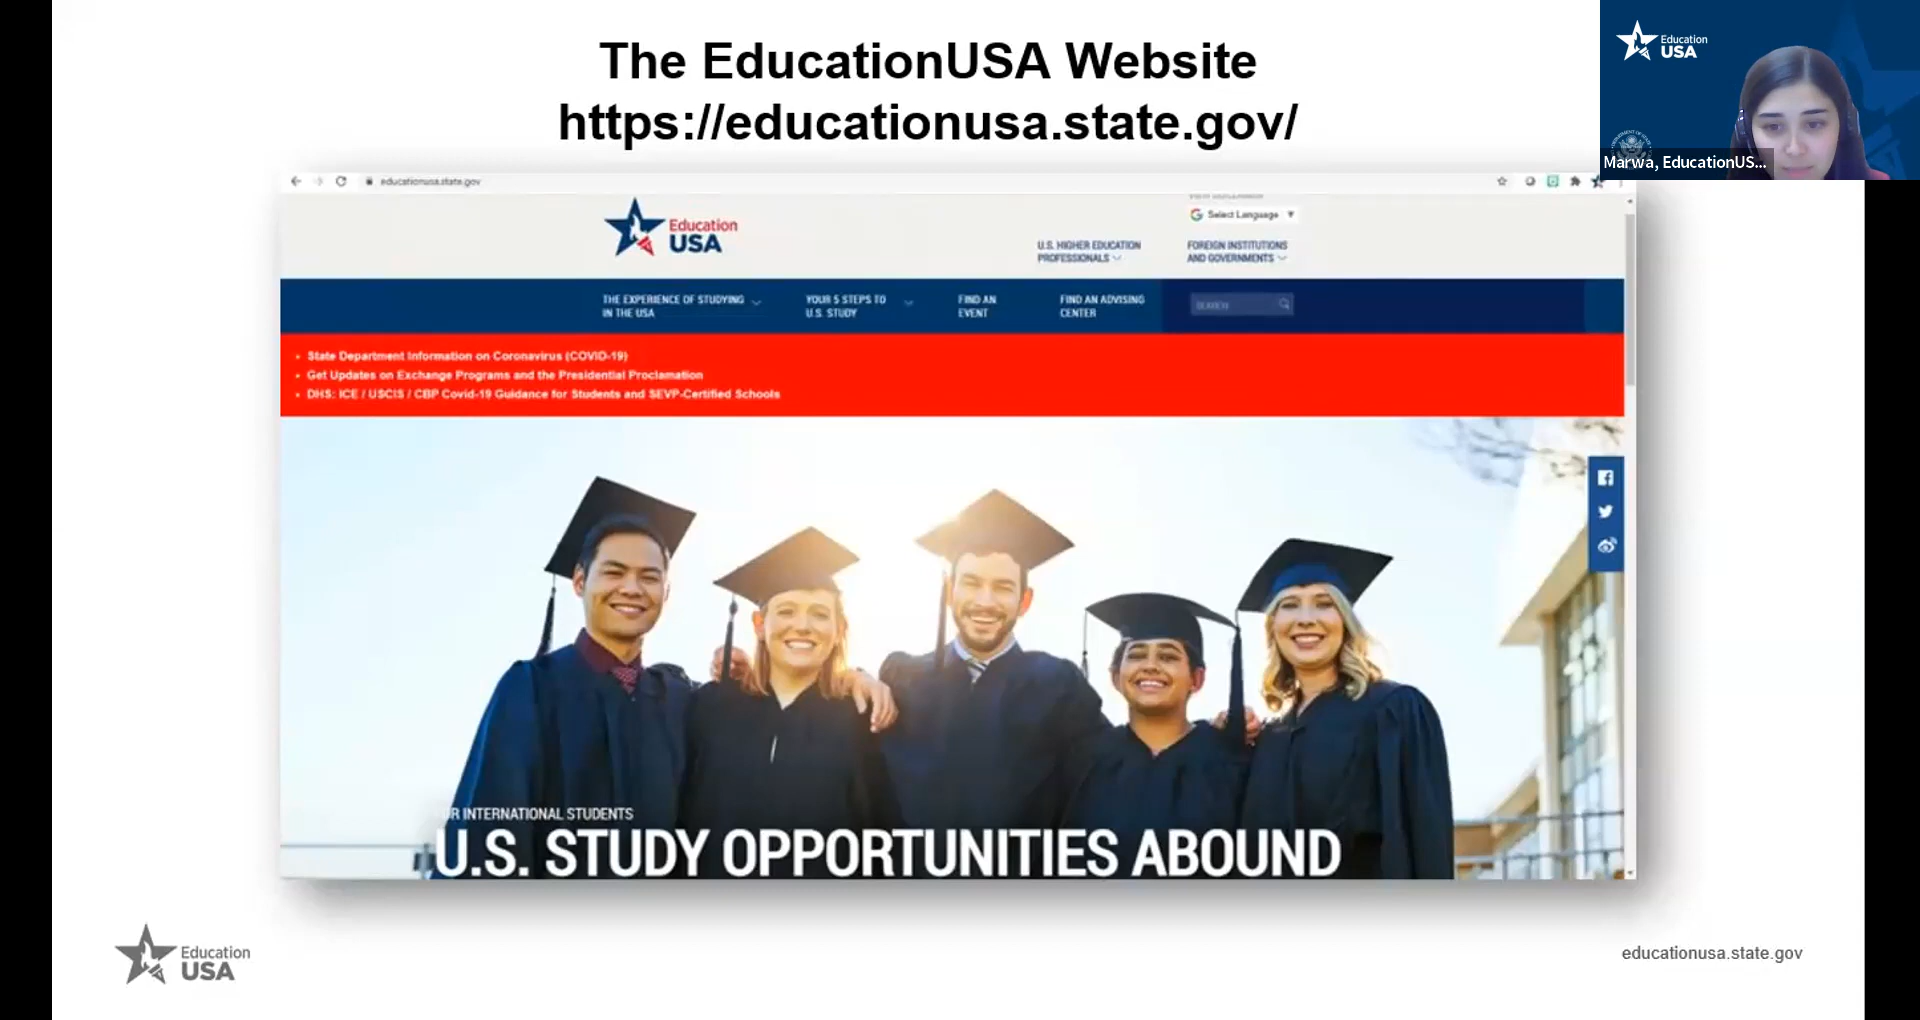 The EducationUSA Website
https://educationusa.state.gov/
Education
USA
Marwa, EducationUS...
educationusa.state.gov
Select Language
Education
USA
U.S. HIGHER EDUCATION
PROFESSIONALS
FOREIGN INSTITUTIONS
AND GOVERNMENTS
THE EXPERIENCE OF STUDYING
IN THE USA
YOUR 5 STEPS TO
U.S. STUDY
FIND AN
EVENT
FIND AN ADVISING
CENTER
SEARCH
• State Department Information on Coronavirus (COVID-19)
• Get Updates on Exchange Programs and the Presidential Proclamation
• DHS: ICE / USCIS / CBP Covid-19 Guidance for Students and SEVP-Certified Schools
INTERNATIONAL STUDENTS
U.S. STUDY OPPORTUNITIES ABOUND
Education
USA
educationusa.state.gov